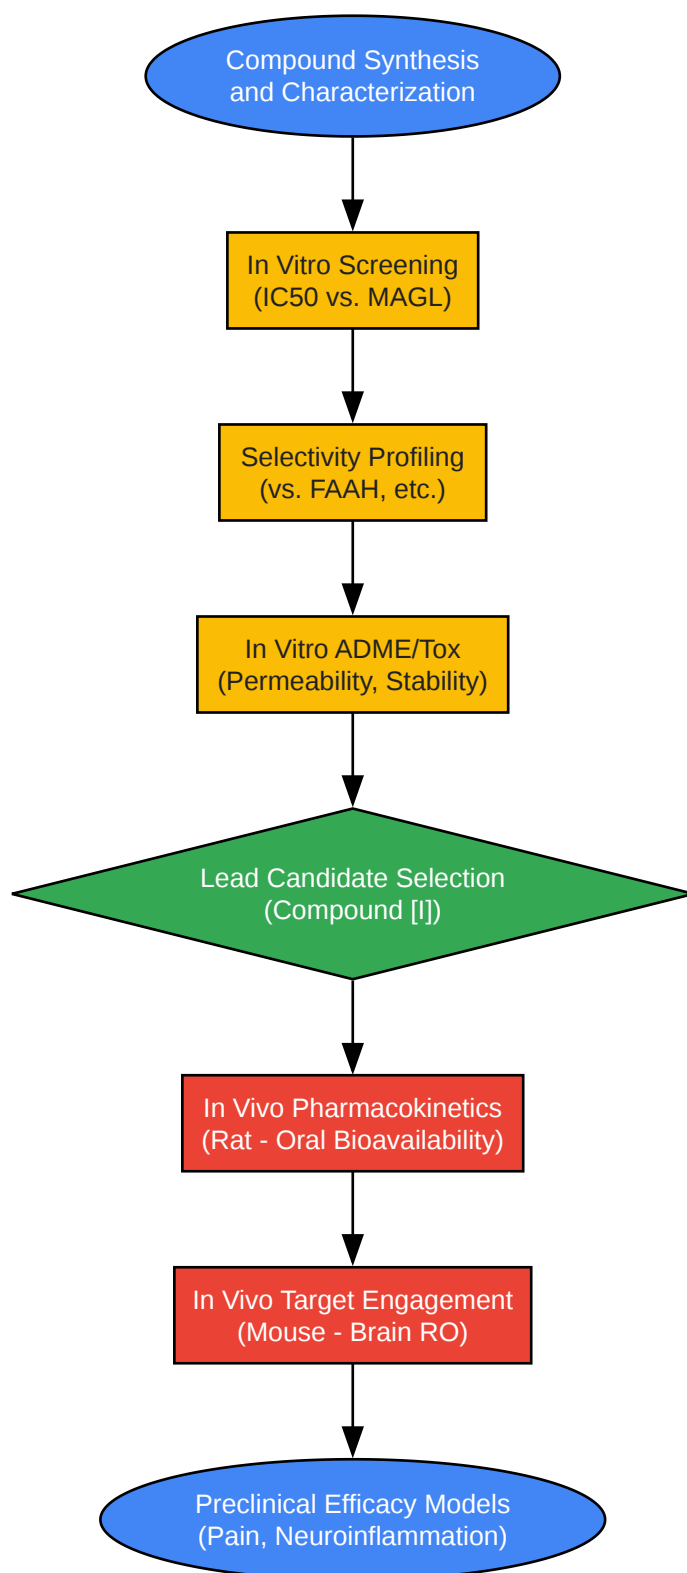 Compound Synthesis
and Characterization
In Vitro Screening
(IC50 vs. MAGL)
Selectivity Profiling
(vs. FAAH, etc.)
In Vitro ADME/Tox
(Permeability, Stability)
Lead Candidate Selection
(Compound [I])
In Vivo Pharmacokinetics
(Rat - Oral Bioavailability)
In Vivo Target Engagement
(Mouse - Brain RO)
Preclinical Efficacy Models
(Pain, Neuroinflammation)